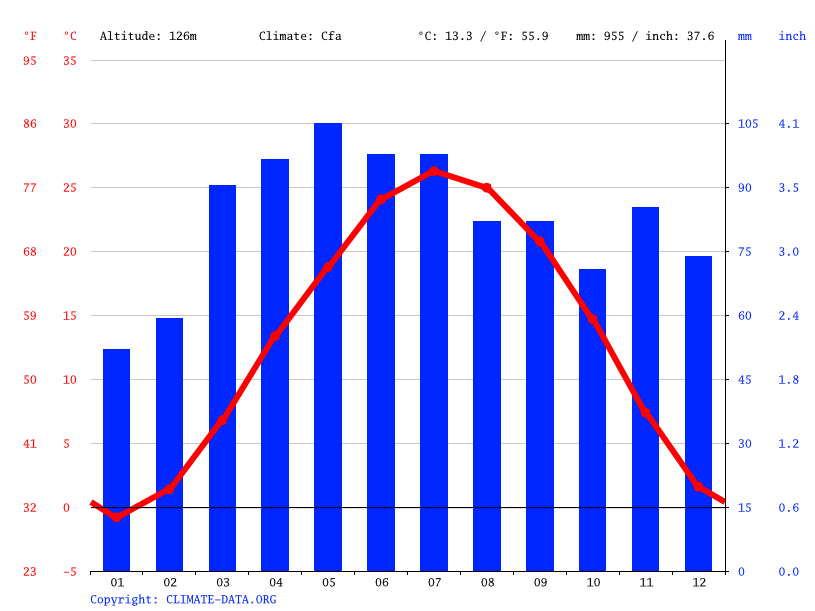 °F °C Altitude: 126m Climate: Cfa °C: 13.3 / °F: 55.9 mm: 955 / inch: 37.6 mm inch
95 35
86 30 105 4.1
77 25 90 3.5
68 20 75 3.0
59 15 60 2.4
50 10 45 1.8
41 5 30 1.2
32 0 15 0.6
23 -5 0 0.0
01 02 03 04 05 06 07 08 09 10 11 12
Copyright: CLIMATE-DATA.ORG